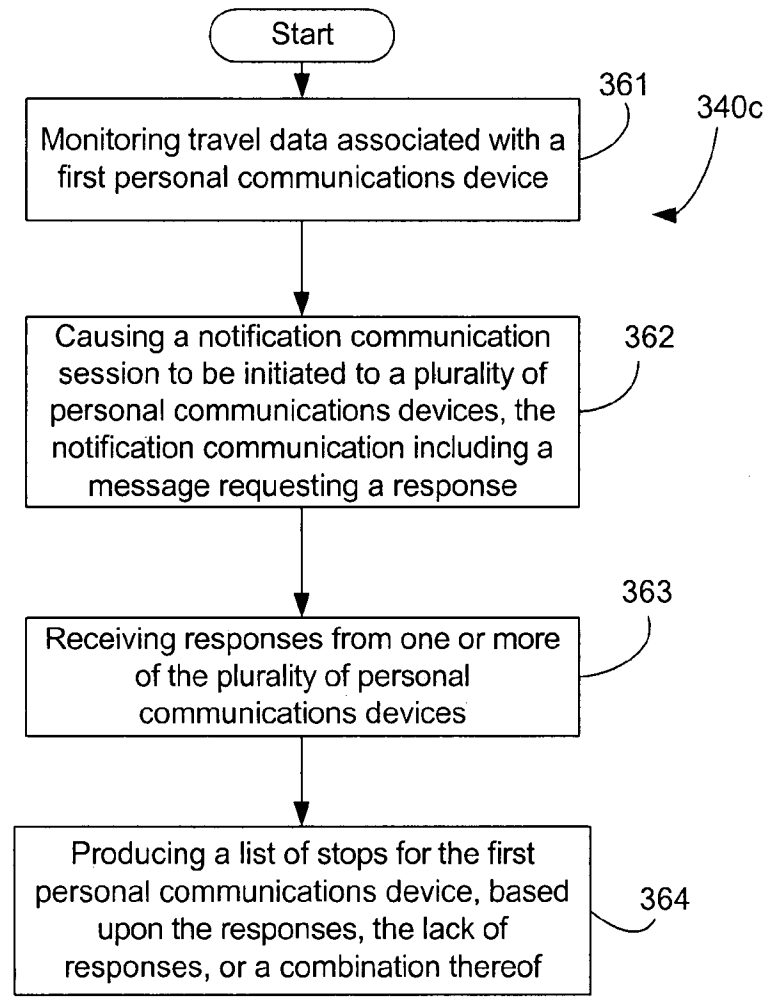 Start
361
340c
Monitoring travel data associated with a
first personal communications device
362
Causing a notification communication
session to be initiated to a plurality of
personal communications devices, the
notification communication including a
message requesting a response
363
Receiving responses from one or more
of the plurality of personal
communications devices
Producing a list of stops for the first
personal communications device, based
upon the responses, the lack of
responses, or a combination thereof
364